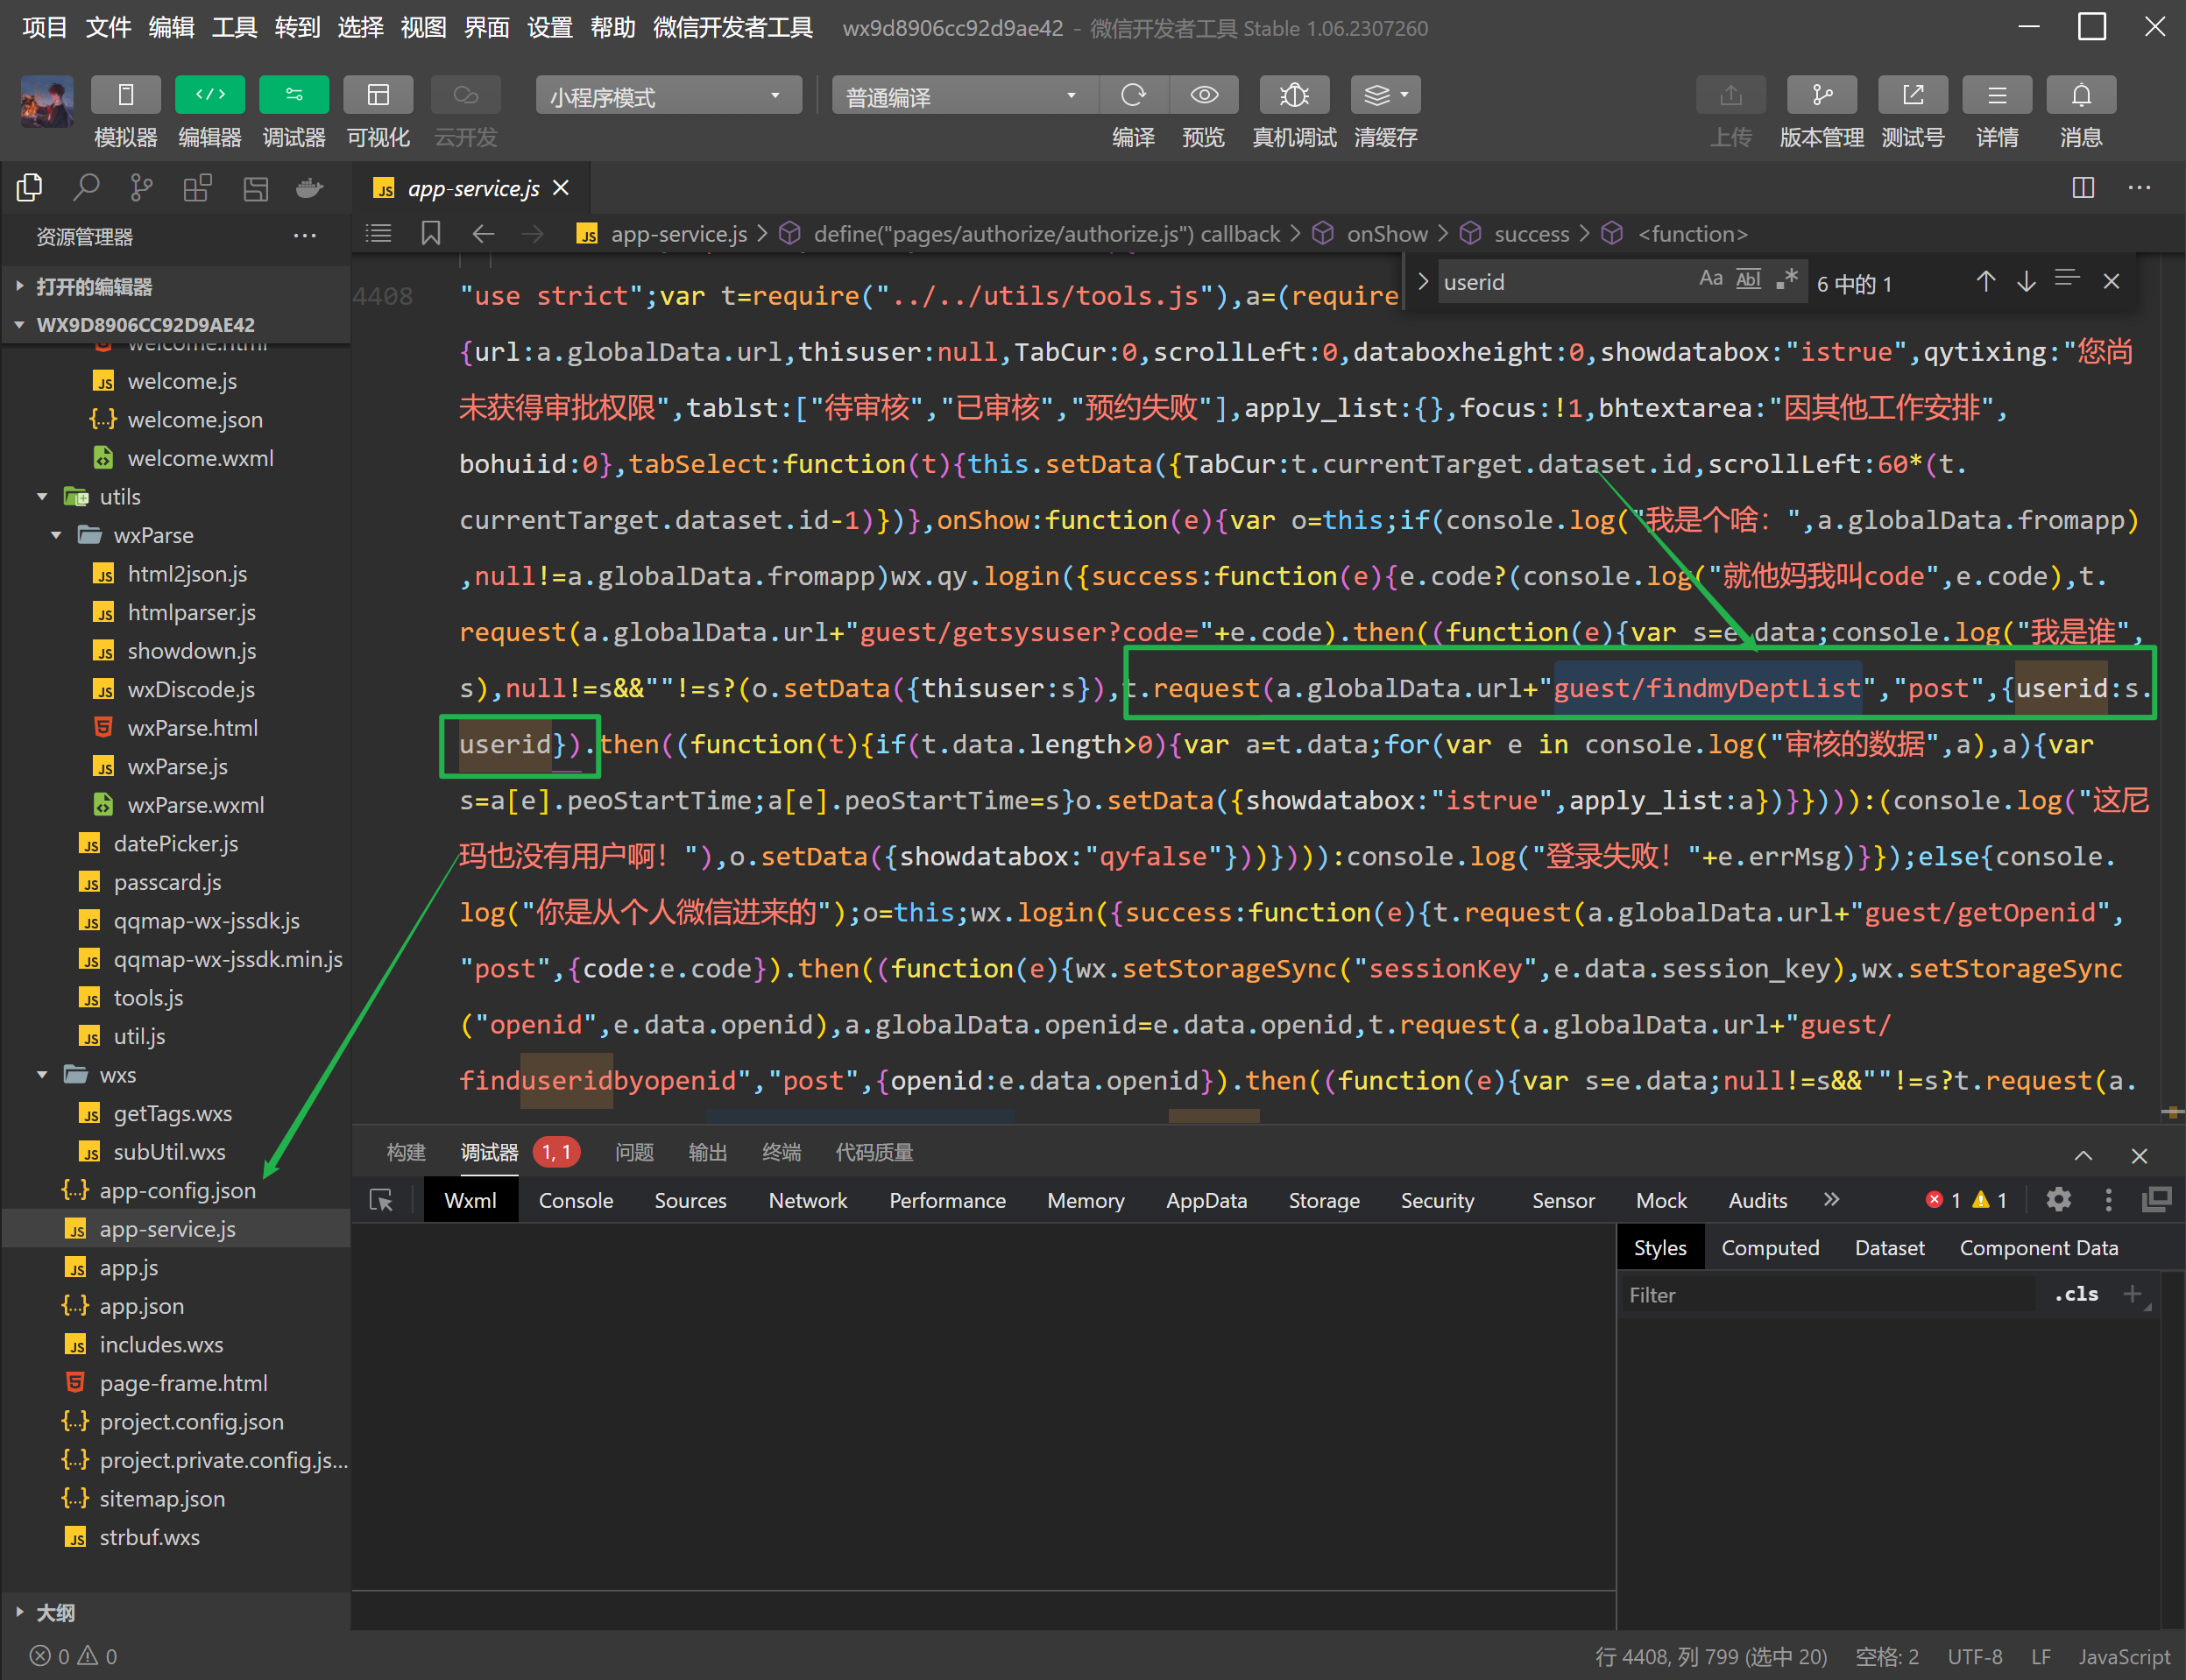 项目 文件 编辑 工具 转到 选择 视图 界面 设置 帮助 微信开发者工具 wx9d8906cc92d9ae42 - 微信开发者工具 Stable 1.06.2307260
小程序模式 普通编译
模拟器 编辑器 调试器 可视化 云开发 编译 预览 真机调试 清缓存 上传 版本管理 测试号 详情 消息
app-service.js
资源管理器
app-service.js > define("pages/authorize/authorize.js") callback > onShow > success > <function>
打开的编辑器
WX9D8906CC92D9AE42
welcome.html
welcome.js
welcome.json
welcome.wxml
utils
wxParse
html2json.js
htmlparser.js
showdown.js
wxDiscode.js
wxParse.html
wxParse.js
wxParse.wxml
datePicker.js
passcard.js
qqmap-wx-jssdk.js
qqmap-wx-jssdk.min.js
tools.js
util.js
wxs
getTags.wxs
subUtil.wxs
app-config.json
app-service.js
app.js
app.json
includes.wxs
page-frame.html
project.config.json
project.private.config.js...
sitemap.json
strbuf.wxs
大纲
userid Aa Abl .* 6 中的 1
4408
"use strict";var t=require("../../utils/tools.js"),a=(require
{url:a.globalData.url,thisuser:null,TabCur:0,scrollLeft:0,databoxheight:0,showdatabox:"istrue",qytixing:"您尚
未获得审批权限",tablst:["待审核","已审核","预约失败"],apply_list:{},focus:!1,bhtextarea:"因其他工作安排",
bohuiid:0},tabSelect:function(t){this.setData({TabCur:t.currentTarget.dataset.id,scrollLeft:60*(t.
currentTarget.dataset.id-1)})},onShow:function(e){var o=this;if(console.log("我是个啥：",a.globalData.fromapp)
,null!=a.globalData.fromapp)wx.qy.login({success:function(e){e.code?(console.log("就他妈我叫code",e.code),t.
request(a.globalData.url+"guest/getsysuser?code="+e.code).then((function(e){var s=e.data;console.log("我是谁",
s),null!=s&&""!=s?(o.setData({thisuser:s}),t.request(a.globalData.url+"guest/findmyDeptList","post",{userid:s.
userid}).then((function(t){if(t.data.length>0){var a=t.data;for(var e in console.log("审核的数据",a),a){var
s=a[e].peoStartTime;a[e].peoStartTime=s}o.setData({showdatabox:"istrue",apply_list:a})}}))):(console.log("这尼
玛也没有用户啊！"),o.setData({showdatabox:"qyfalse"}))}))):console.log("登录失败！"+e.errMsg)}});else{console.
log("你是从个人微信进来的");o=this;wx.login({success:function(e){t.request(a.globalData.url+"guest/getOpenid",
"post",{code:e.code}).then((function(e){wx.setStorageSync("sessionKey",e.data.session_key),wx.setStorageSync
("openid",e.data.openid),a.globalData.openid=e.data.openid,t.request(a.globalData.url+"guest/
finduseridbyopenid","post",{openid:e.data.openid}).then((function(e){var s=e.data;null!=s&&""!=s?t.request(a.
构建 调试器 1, 1 问题 输出 终端 代码质量
Wxml Console Sources Network Performance Memory AppData Storage Security Sensor Mock Audits 1 1
Styles Computed Dataset Component Data
Filter .cls
0 0 行 4408, 列 799 (选中 20) 空格: 2 UTF-8 LF JavaScript